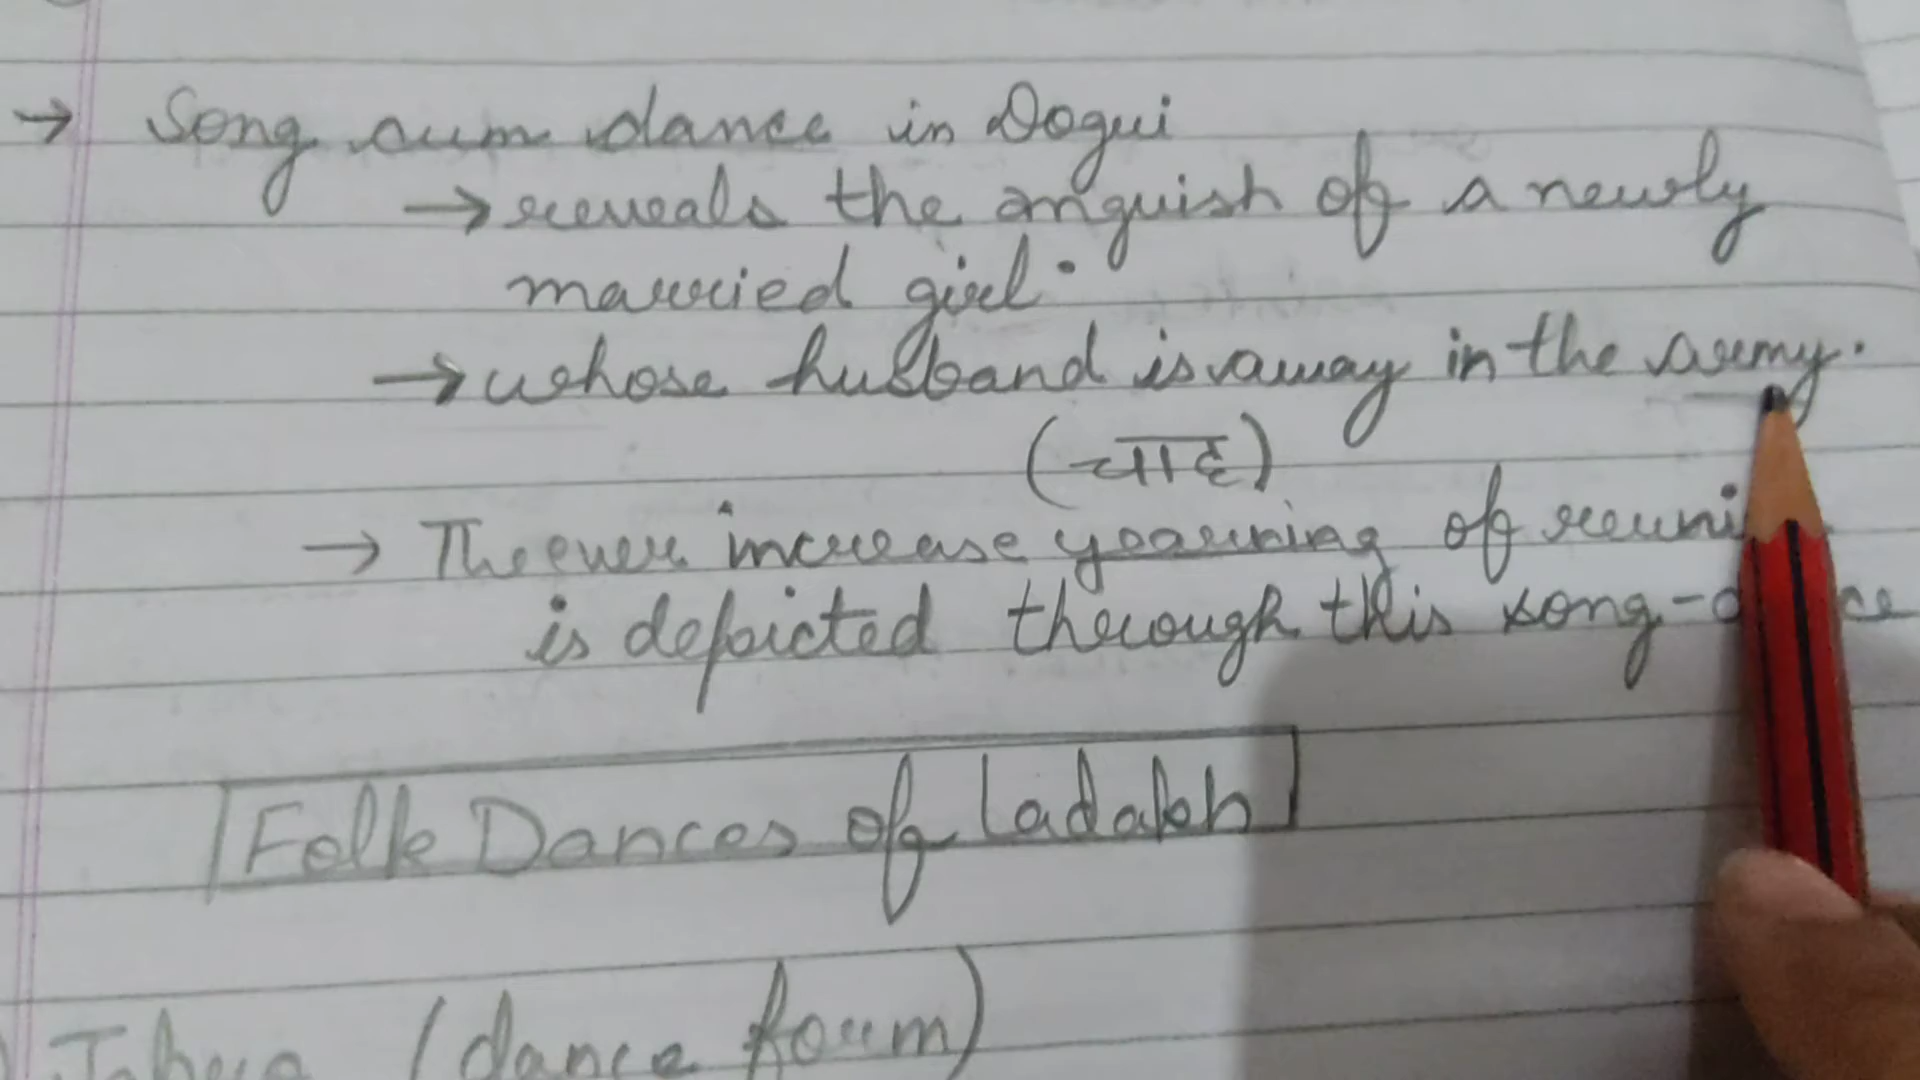 → Song cum dance in Dogri
→ reveals the anguish of a newly
married girl.
→ whose husband is away in the army.
(याद)
→ The ever increase yearning of reuni
is depicted through this song-
Folk Dances of Ladakh
(dance form)